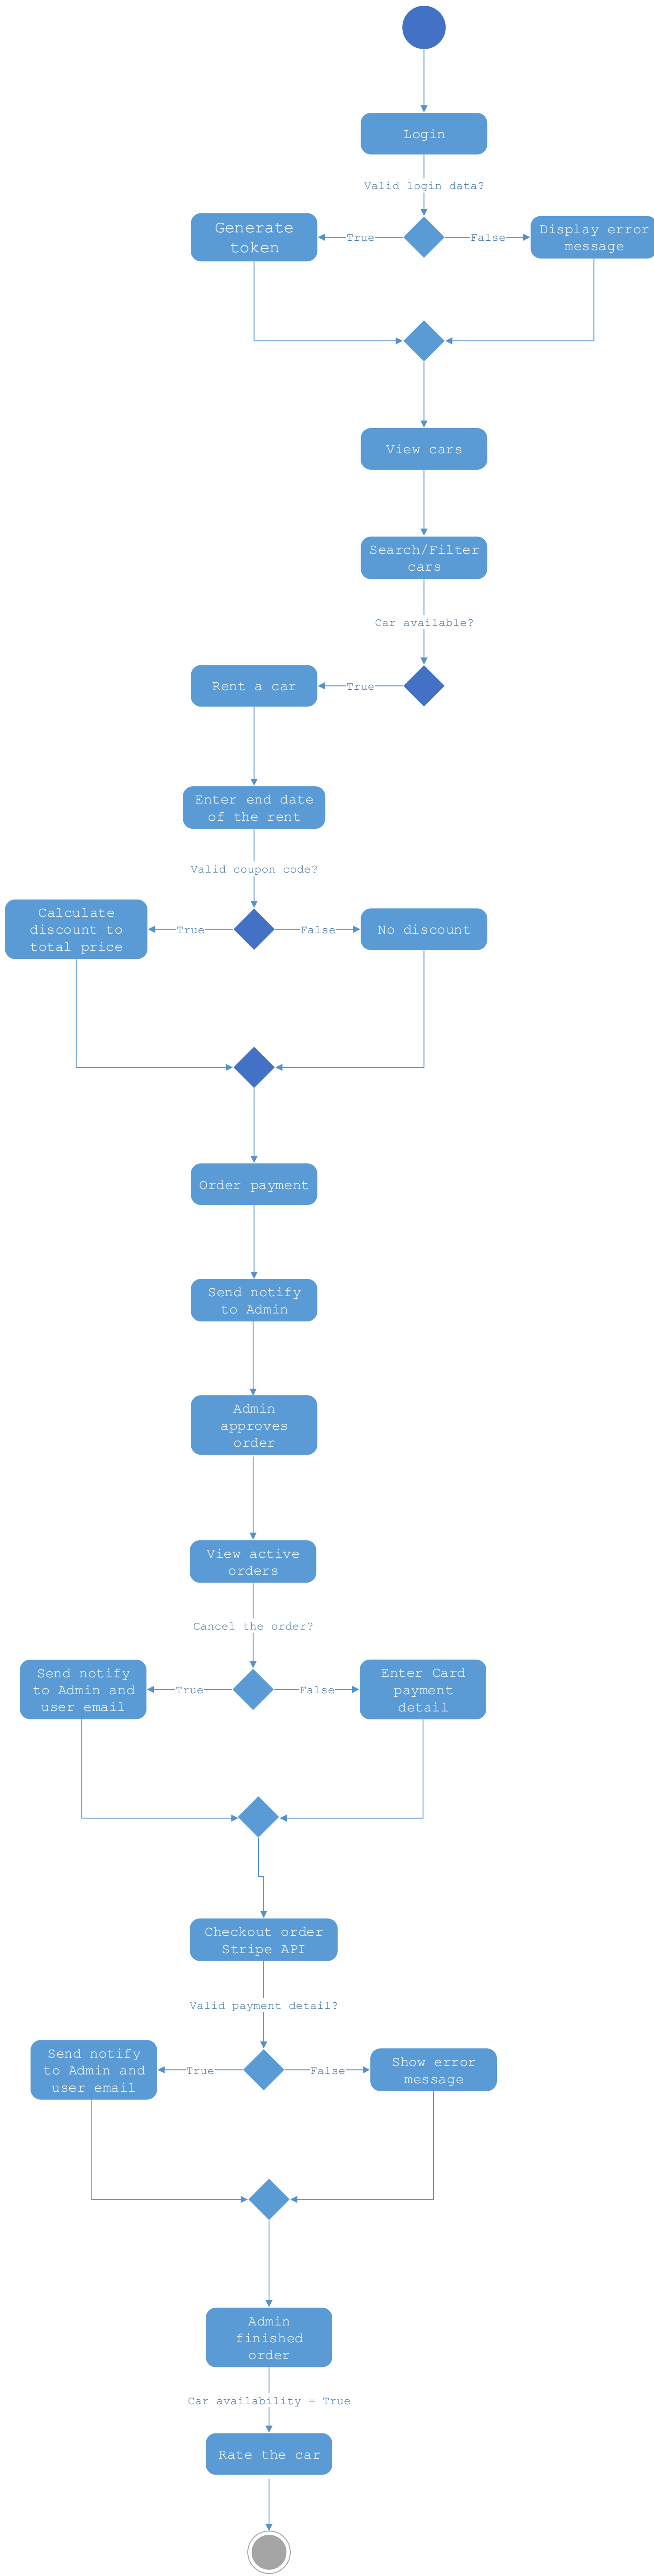 Login
Valid login data?
Generate
token
True
False
Display error
message
View cars
Search/Filter
cars
Car available?
Rent a car
True
Enter end date
of the rent
Valid coupon code?
Calculate
discount to
total price
True
False
No discount
Order payment
Send notify
to Admin
Admin
approves
order
View active
orders
Cancel the order?
Send notify
to Admin and
user email
True
False
Enter Card
payment
detail
Checkout order
Stripe API
Valid payment detail?
Send notify
to Admin and
user email
True
False
Show error
message
Admin
finished
order
Car availability = True
Rate the car